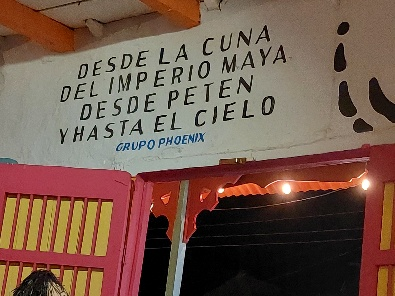 DESDE LA CUNA
DEL IMPERIO MAYA
DESDE PETEN
Y HASTA EL CIELO
GRUPO PHOENIX